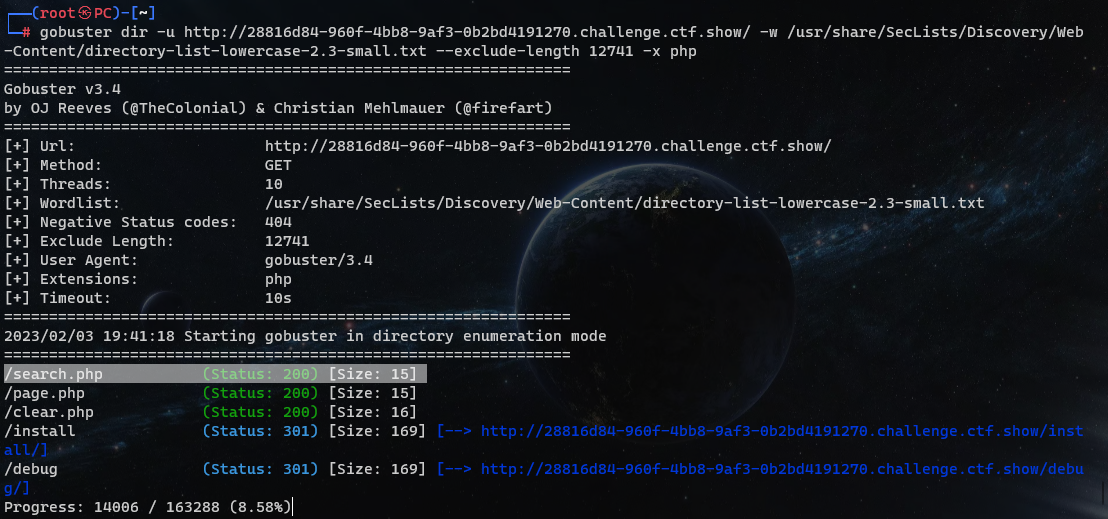 ┌──(root㉿PC)-[~]
└─# gobuster dir -u http://28816d84-960f-4bb8-9af3-0b2bd4191270.challenge.ctf.show/ -w /usr/share/SecLists/Discovery/Web
-Content/directory-list-lowercase-2.3-small.txt --exclude-length 12741 -x php
===============================================================
Gobuster v3.4
by OJ Reeves (@TheColonial) & Christian Mehlmauer (@firefart)
===============================================================
[+] Url:                     http://28816d84-960f-4bb8-9af3-0b2bd4191270.challenge.ctf.show/
[+] Method:                  GET
[+] Threads:                 10
[+] Wordlist:                /usr/share/SecLists/Discovery/Web-Content/directory-list-lowercase-2.3-small.txt
[+] Negative Status codes:   404
[+] Exclude Length:          12741
[+] User Agent:              gobuster/3.4
[+] Extensions:              php
[+] Timeout:                 10s
===============================================================
2023/02/03 19:41:18 Starting gobuster in directory enumeration mode
===============================================================
/search.php           (Status: 200) [Size: 15]
/page.php             (Status: 200) [Size: 15]
/clear.php            (Status: 200) [Size: 16]
/install              (Status: 301) [Size: 169] [--> http://28816d84-960f-4bb8-9af3-0b2bd4191270.challenge.ctf.show/inst
all/]
/debug                (Status: 301) [Size: 169] [--> http://28816d84-960f-4bb8-9af3-0b2bd4191270.challenge.ctf.show/debu
g/]
Progress: 14006 / 163288 (8.58%)